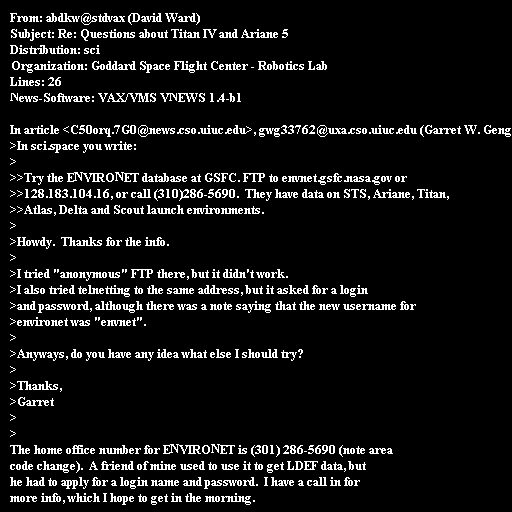 From: abdkw@stdvax (David Ward)
Subject: Re: Questions about Titan IV and Ariane 5
Distribution: sci
Organization: Goddard Space Flight Center - Robotics Lab
Lines: 26
News-Software: VAX/VMS VNEWS 1.4-b1

In article <C50orq.7G0@news.cso.uiuc.edu>, gwg33762@uxa.cso.uiuc.edu (Garret W. Geng
>In sci.space you write:
>
>>Try the ENVIRONET database at GSFC. FTP to envnet.gsfc.nasa.gov or
>>128.183.104.16, or call (310)286-5690.  They have data on STS, Ariane, Titan,
>>Atlas, Delta and Scout launch environments.
>
>Howdy.  Thanks for the info.
>
>I tried "anonymous" FTP there, but it didn't work.
>I also tried telnetting to the same address, but it asked for a login
>and password, although there was a note saying that the new username for
>environet was "envnet".
>
>Anyways, do you have any idea what else I should try?
>
>Thanks,
>Garret
>
>
The home office number for ENVIRONET is (301) 286-5690 (note area
code change).  A friend of mine used to use it to get LDEF data, but
he had to apply for a login name and password.  I have a call in for
more info, which I hope to get in the morning.